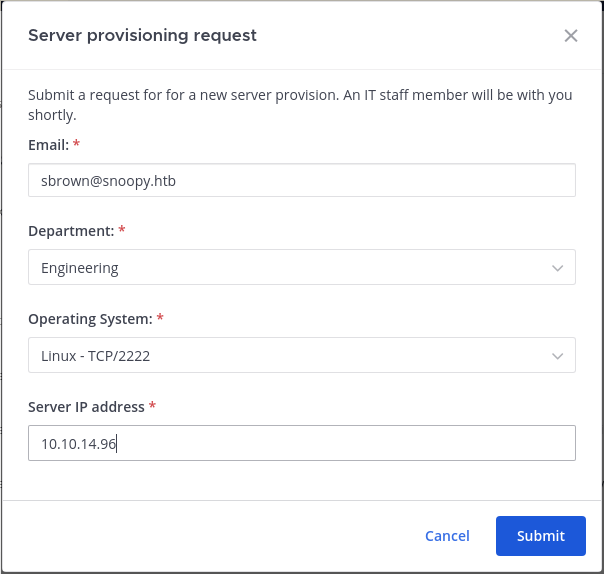 Server provisioning request
Submit a request for for a new server provision. An IT staff member will be with you
shortly.
Email: *
sbrown@snoopy.htb
Department: *
Engineering
Operating System: *
Linux - TCP/2222
Server IP address *
10.10.14.96
Cancel
Submit